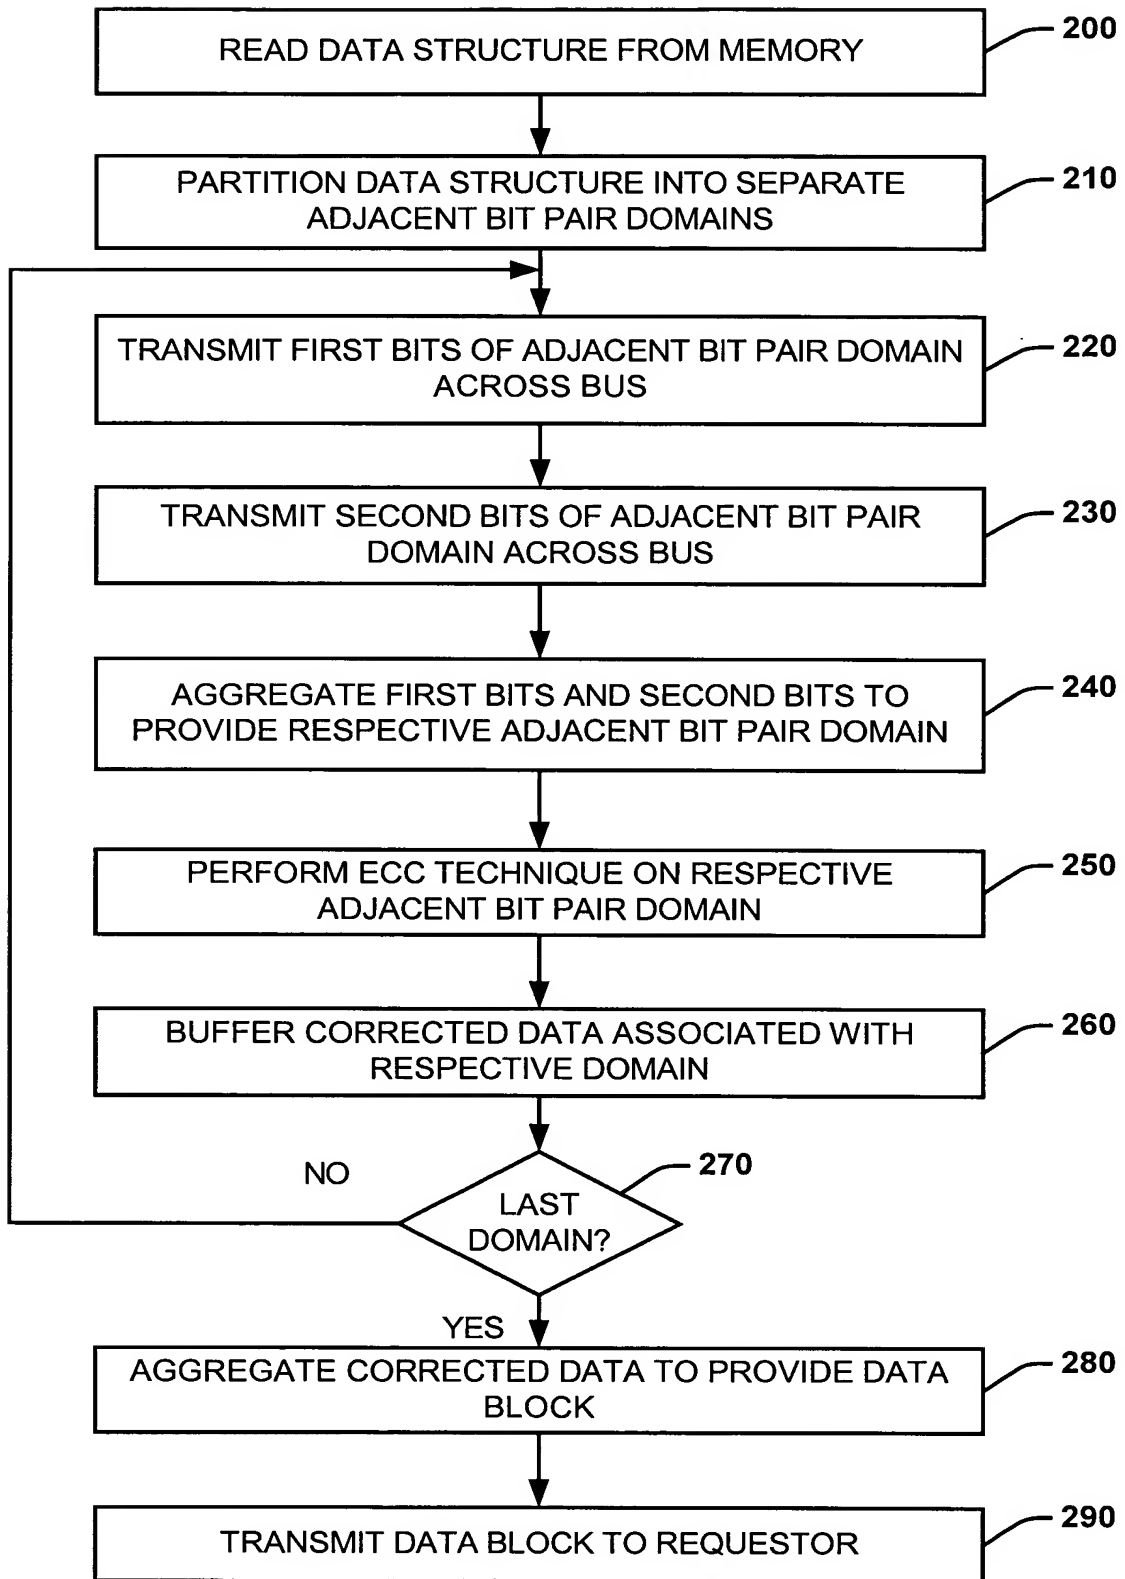 READ DATA STRUCTURE FROM MEMORY
200
PARTITION DATA STRUCTURE INTO SEPARATE
ADJACENT BIT PAIR DOMAINS
210
TRANSMIT FIRST BITS OF ADJACENT BIT PAIR DOMAIN
ACROSS BUS
220
TRANSMIT SECOND BITS OF ADJACENT BIT PAIR
DOMAIN ACROSS BUS
230
AGGREGATE FIRST BITS AND SECOND BITS TO
PROVIDE RESPECTIVE ADJACENT BIT PAIR DOMAIN
240
PERFORM ECC TECHNIQUE ON RESPECTIVE
ADJACENT BIT PAIR DOMAIN
250
BUFFER CORRECTED DATA ASSOCIATED WITH
RESPECTIVE DOMAIN
260
NO
LAST
DOMAIN?
270
YES
AGGREGATE CORRECTED DATA TO PROVIDE DATA
BLOCK
280
TRANSMIT DATA BLOCK TO REQUESTOR
290